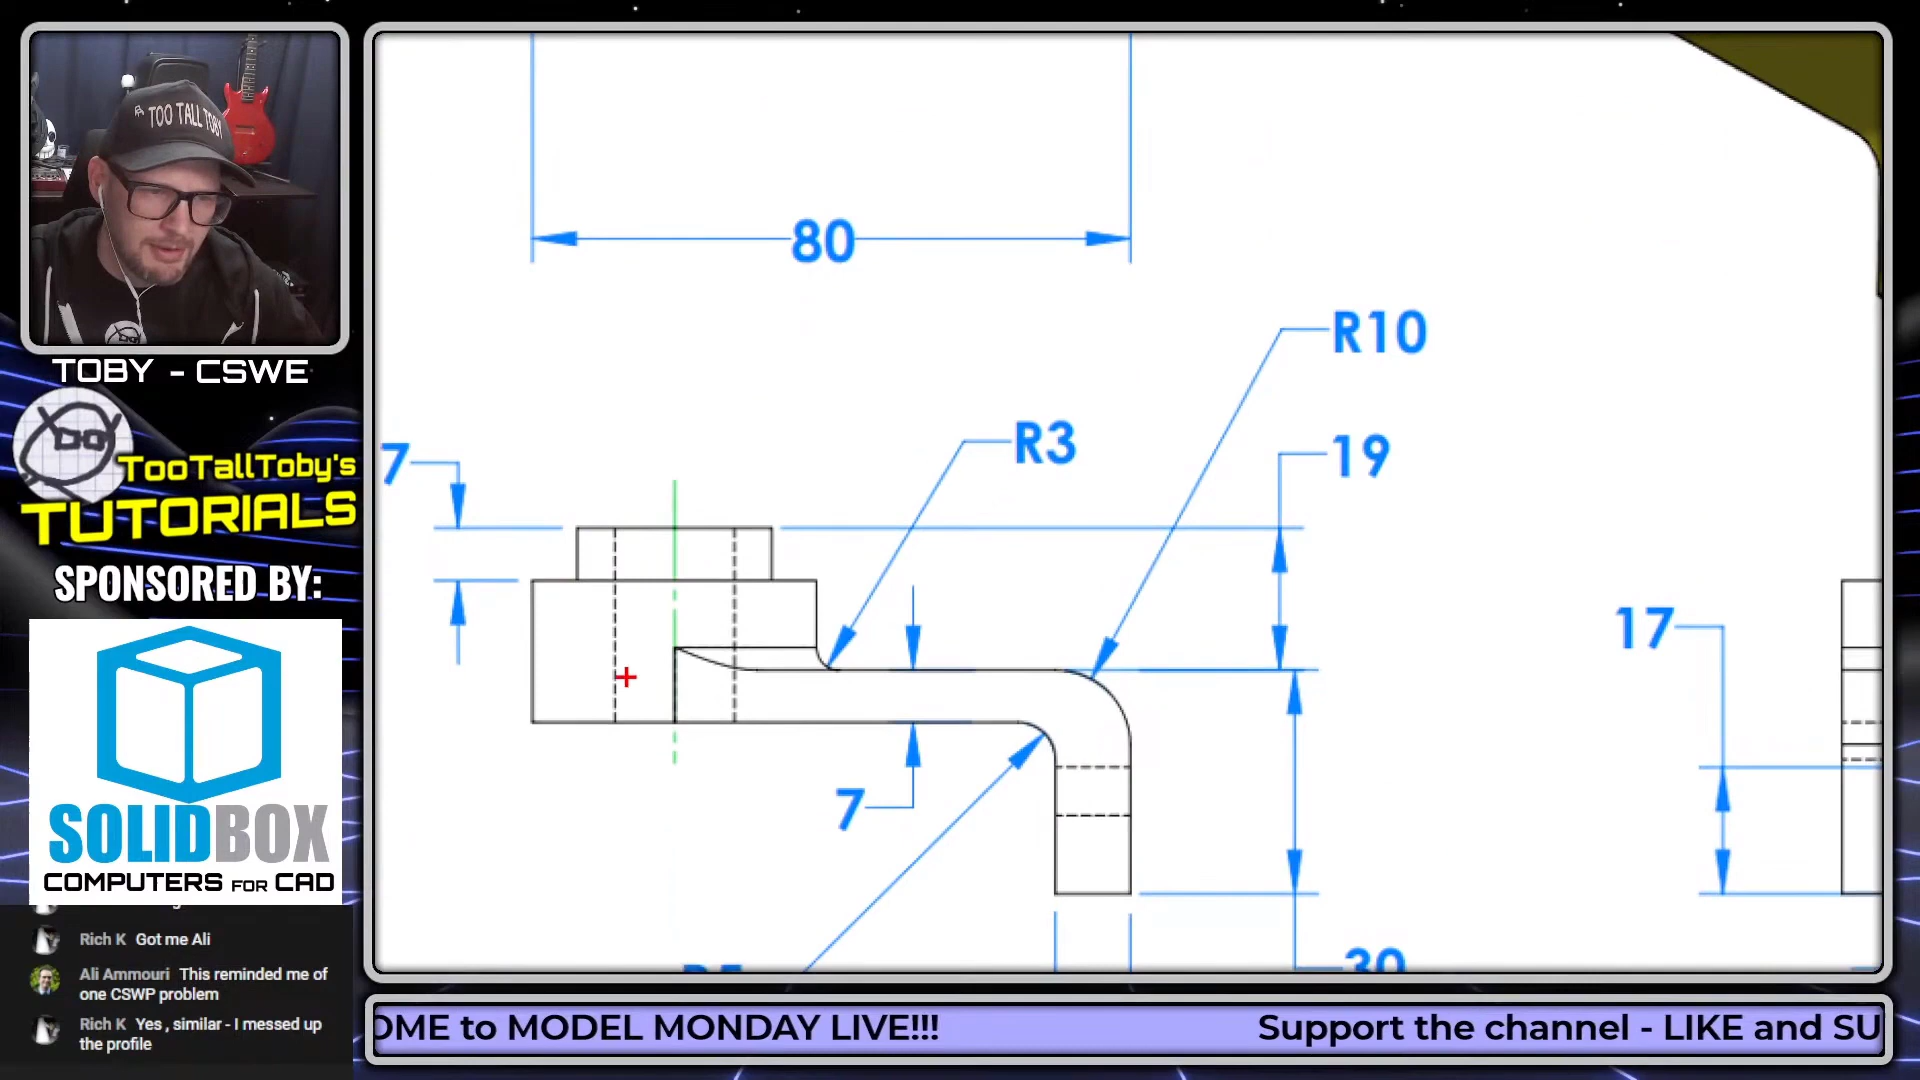 TOO TALL TOBY
TOBY - CSWE
TooTallToby's
TUTORIALS
SPONSORED BY:
SOLIDBOX
COMPUTERS FOR CAD
Rich K Got me Ali
Ali Ammouri This reminded me of
one CSWP problem
Rich K Yes , similar - I messed up
the profile
80
R10
R3
19
7
17
7
30
OME to MODEL MONDAY LIVE!!!
Support the channel - LIKE and SU